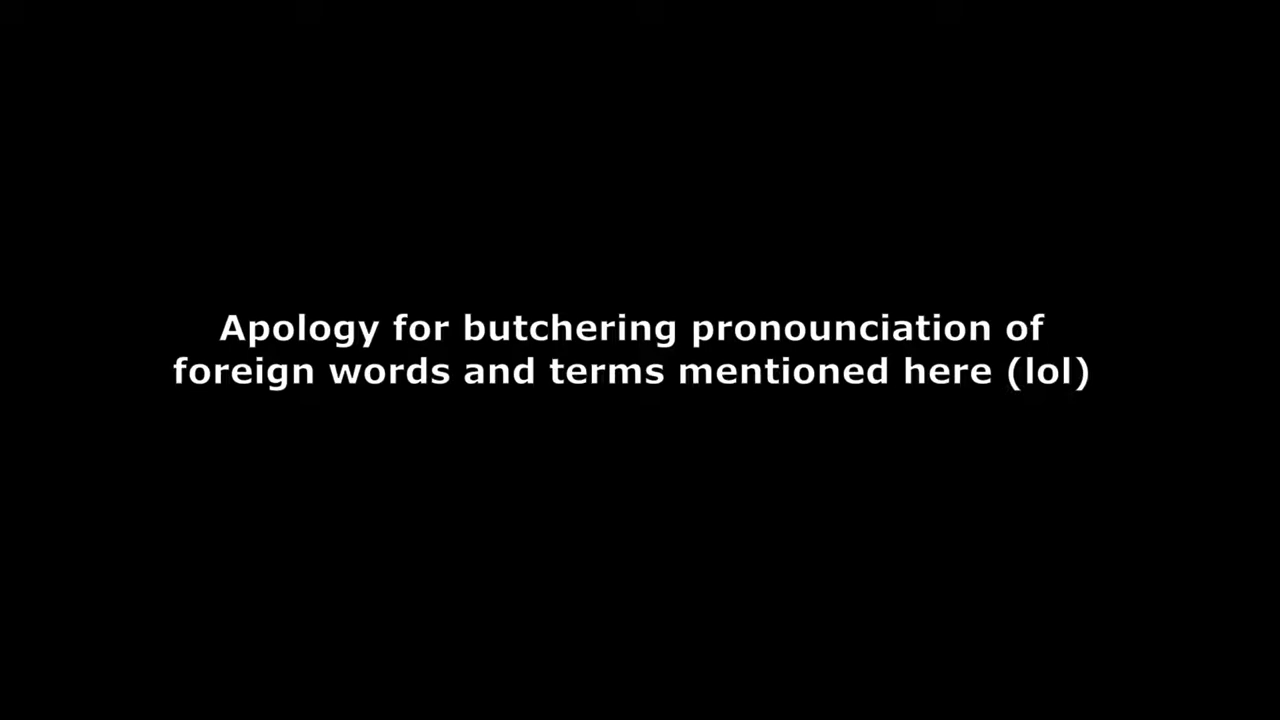 Apology for butchering pronounciation of
foreign words and terms mentioned here (lol)